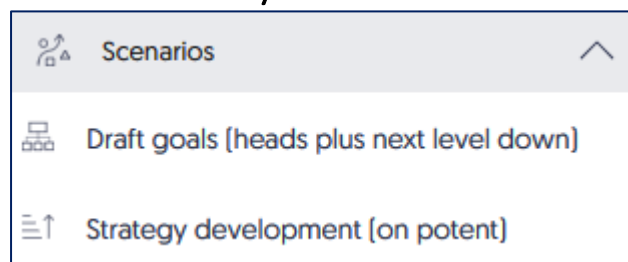 Scenarios
Draft goals (heads plus next level down)
Strategy development (on potent)